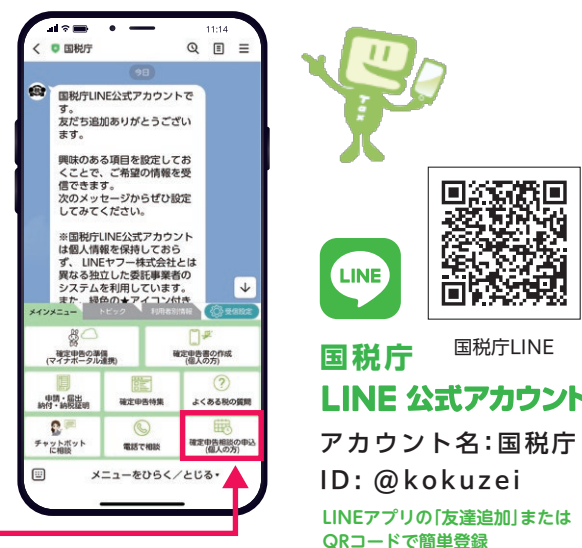 11:14
国税庁
今日
国税庁LINE公式アカウントで
す。
友だち追加ありがとうござい
ます。
興味のある項目を設定してお
くことで、ご希望の情報を受
信できます。
次のメッセージからぜひ設定
してみてください。
※国税庁LINE公式アカウント
は個人情報を保持しておら
ず、LINEヤフー株式会社とは
異なる独立した委託事業者の
システムを利用しています。
また、緑色の★アイコン付き
メインメニュー
トピック
利用者別情報
受信設定
確定申告の準備
(マイナポータル連携)
確定申告書の作成
(個人の方)
申請・届出
納付・納税証明
確定申告特集
よくある税の質問
チャットボット
に相談
電話で相談
確定申告相談の申込
(個人の方)
メニューをひらく/とじる
Tax
LINE
国税庁LINE
国税庁
LINE 公式アカウント
アカウント名:国税庁
ID: @kokuzei
LINEアプリの「友達追加」または
QRコードで簡単登録